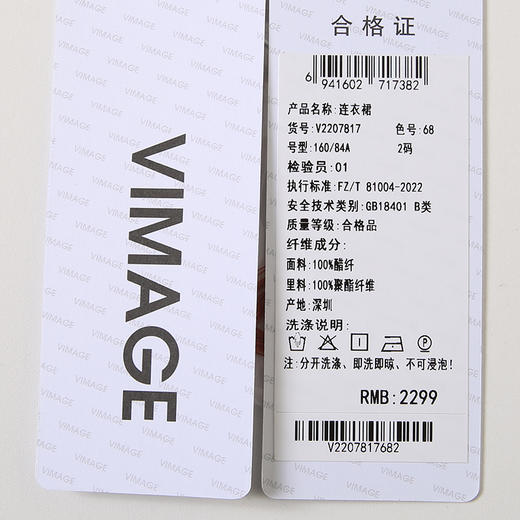 VIMAGE
合格证
6 941602 717382
产品名称:连衣裙
货号:V2207817 色号:68
号型:160/84A 2码
检验员:01
执行标准:FZ/T 81004-2022
安全技术类别:GB18401 B类
质量等级:合格品
纤维成分:
面料:100%醋纤
里料:100%聚酯纤维
产地:深圳
洗涤说明:
注:分开洗涤、即洗即晾、不可浸泡!
RMB:2299
V2207817682